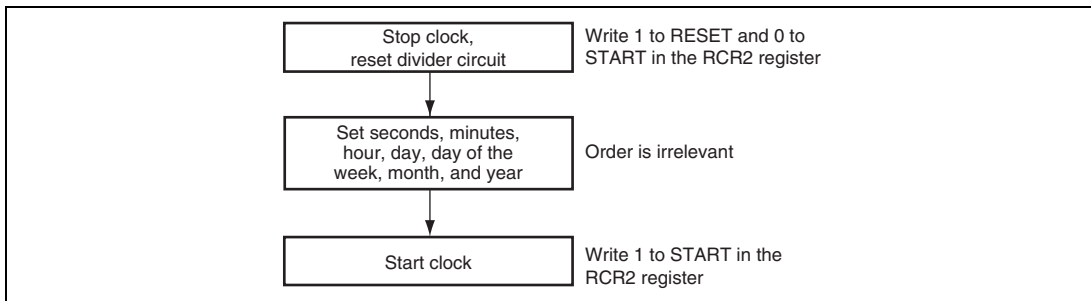 Stop clock,
reset divider circuit
Write 1 to RESET and 0 to
START in the RCR2 register
Set seconds, minutes,
hour, day, day of the
week, month, and year
Order is irrelevant
Start clock
Write 1 to START in the
RCR2 register